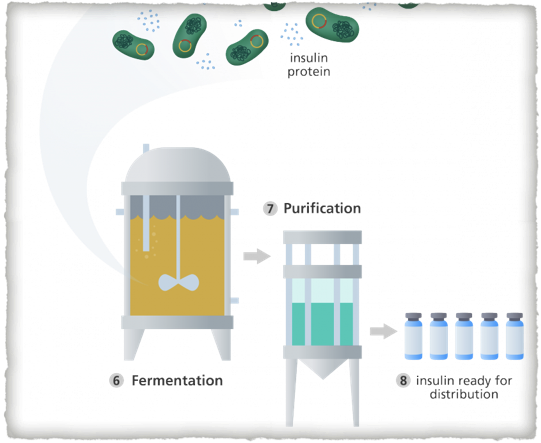 insulin
protein
7 Purification
6 Fermentation
8 insulin ready for
distribution